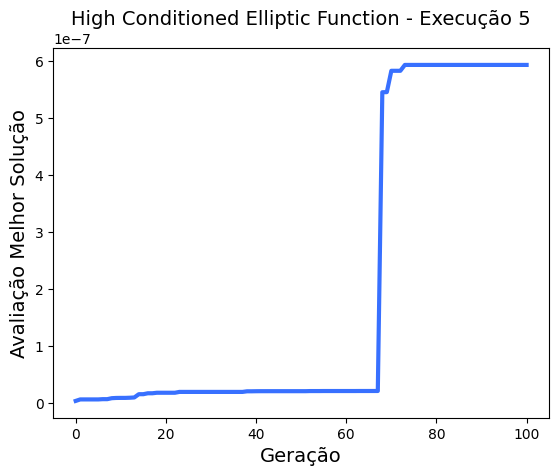 High Conditioned Elliptic Function - Execução 5
1e−7
6
5
4
3
2
1
0
Avaliação Melhor Solução
0 20 40 60 80 100
Geração